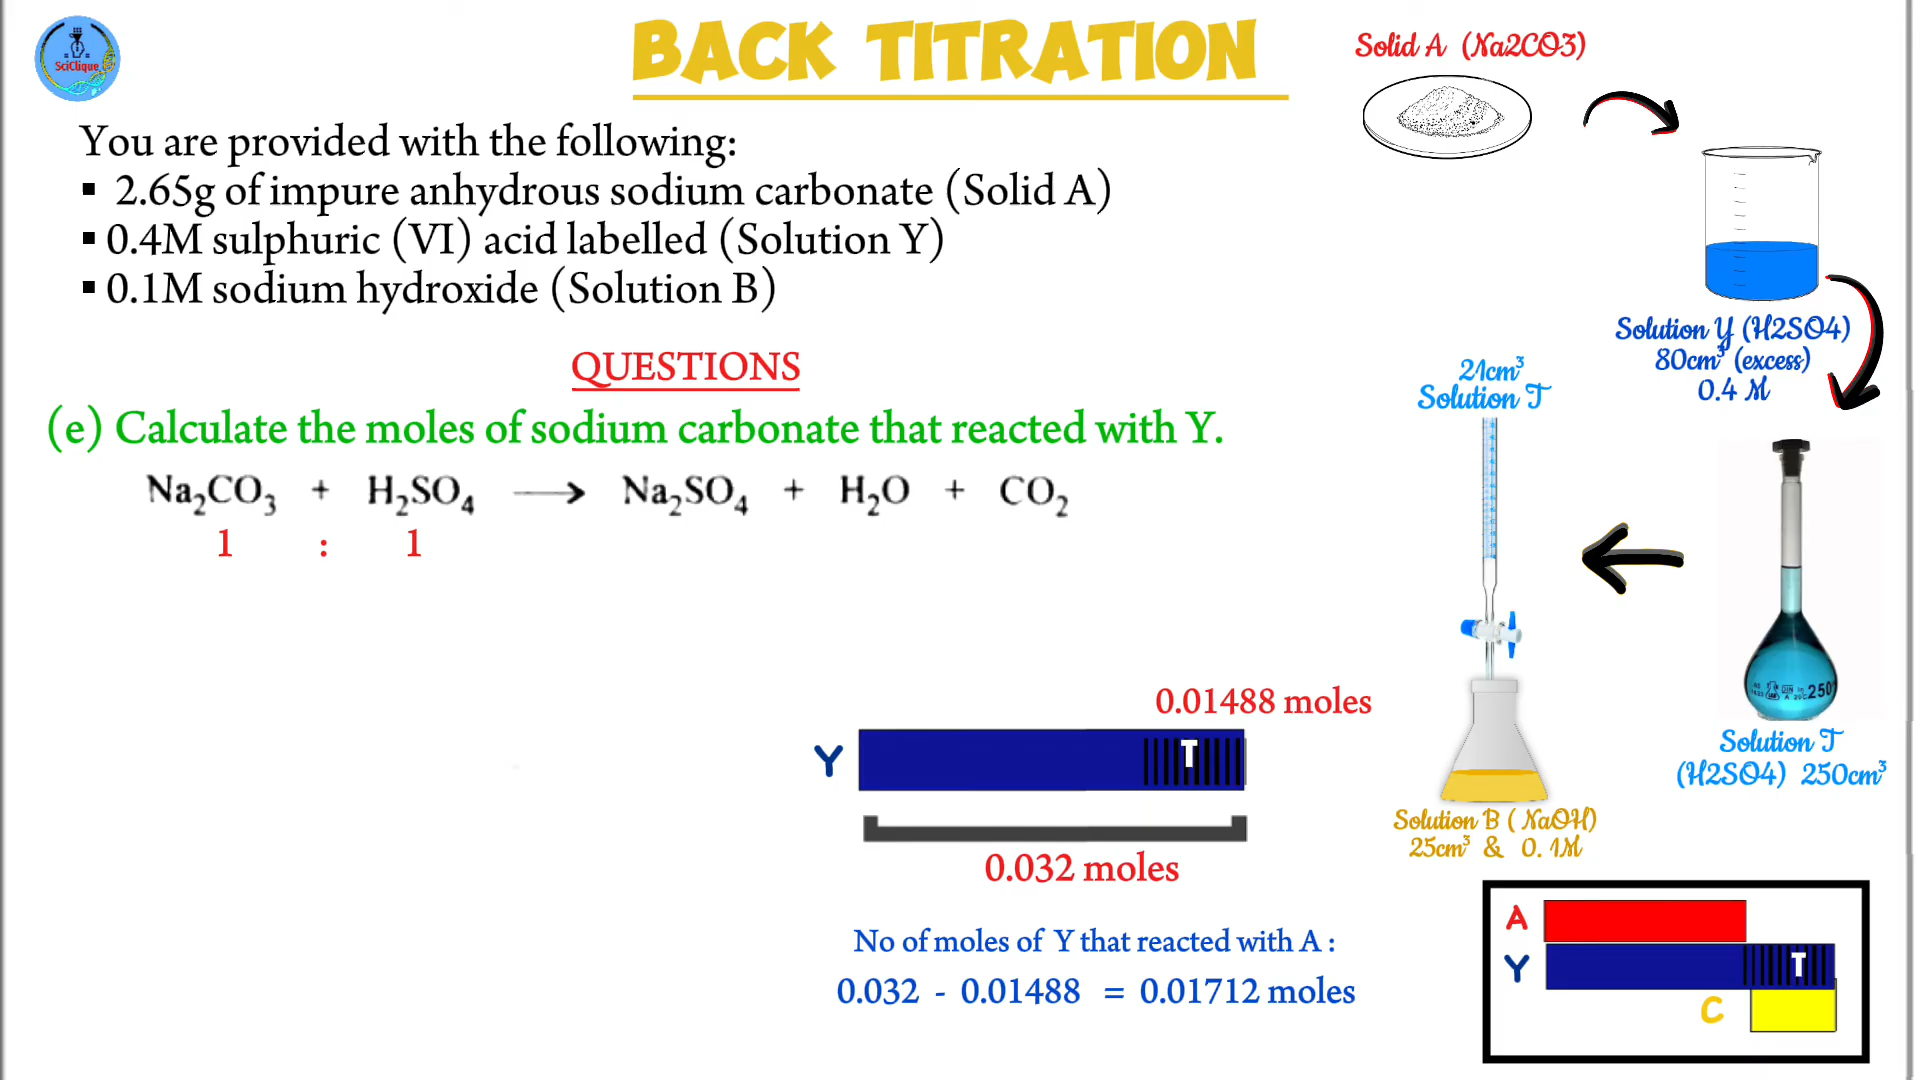 SciClique
BACK TITRATION
Solid A (Na2CO3)
You are provided with the following:
▪ 2.65g of impure anhydrous sodium carbonate (Solid A)
▪ 0.4M sulphuric (VI) acid labelled (Solution Y)
▪ 0.1M sodium hydroxide (Solution B)
Solution Y (H2SO4)
80cm³ (excess)
0.4 M
QUESTIONS
21cm³
Solution T
(e) Calculate the moles of sodium carbonate that reacted with Y.
Na₂CO₃ + H₂SO₄ ⟶ Na₂SO₄ + H₂O + CO₂
1 : 1
250
0.01488 moles
Y T
0.032 moles
Solution T
(H2SO4) 250cm³
Solution B ( NaOH)
25cm³ & 0. 1M
No of moles of Y that reacted with A :
0.032 - 0.01488 = 0.01712 moles
A
Y T
C